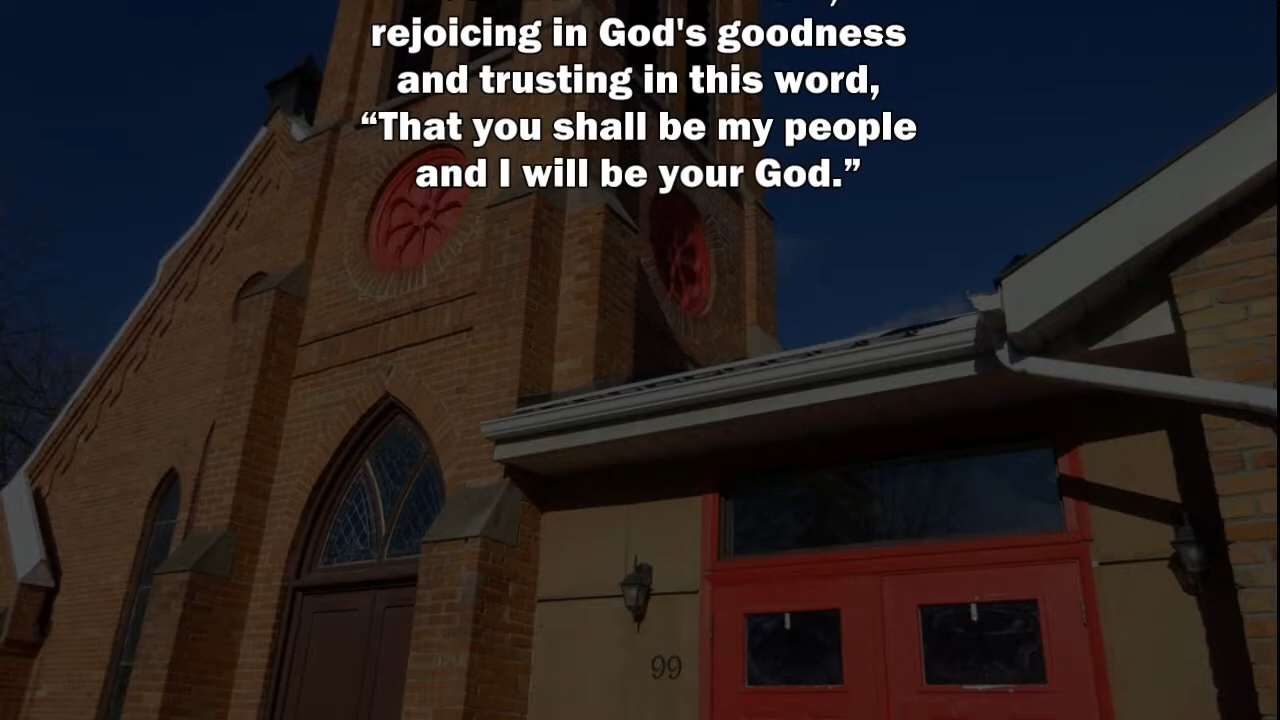 rejoicing in God's goodness
and trusting in this word,
“That you shall be my people
and I will be your God.”
99